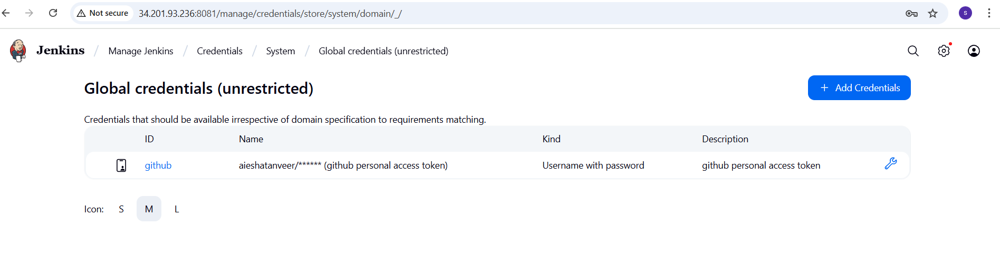 Not secure 34.201.93.236:8081/manage/credentials/store/system/domain/_/ s
Jenkins / Manage Jenkins / Credentials / System / Global credentials (unrestricted)
Global credentials (unrestricted) + Add Credentials
Credentials that should be available irrespective of domain specification to requirements matching.
ID Name Kind Description
github aieshatanveer/****** (github personal access token) Username with password github personal access token
Icon: S M L